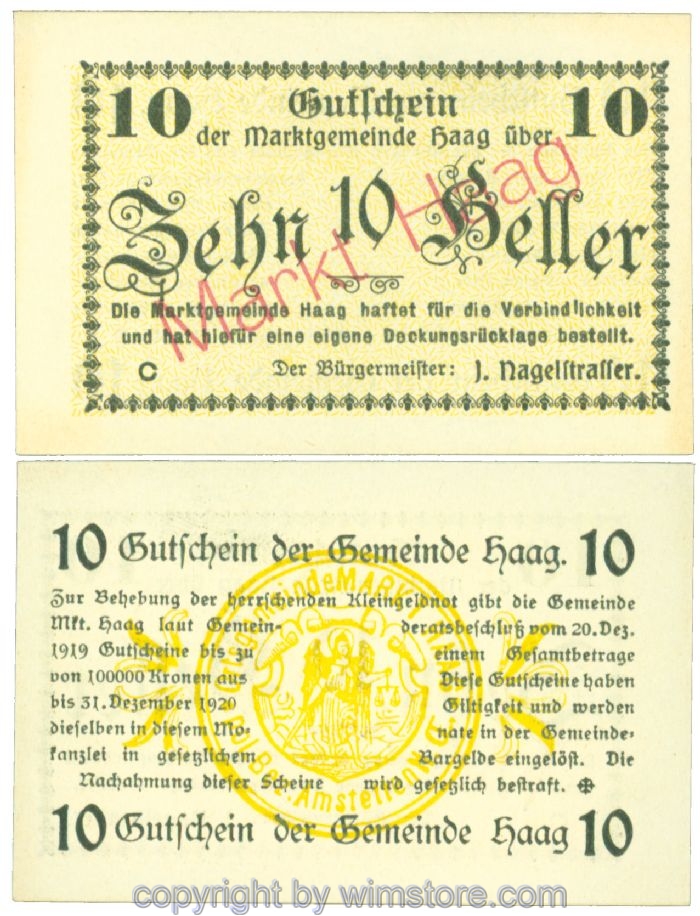 10 Gutschein 10
der Marktgemeinde Haag über
Zehn 10 Heller
Markt Haag
Die Marktgemeinde Haag haftet für die Verbindlichkeit
und hat hiefür eine eigene Deckungsrücklage bestellt.
C Der Bürgermeister: J. Nagelstrasser.
10 Gutschein der Gemeinde Haag. 10
Zur Behebung der herrschenden Kleingeldnot gibt die Gemeinde
Mkt. Haag laut Gemein- deratsbeschluß vom 20. Dez.
1919 Gutscheine bis zu einem Gesamtbetrage
von 100000 Kronen aus Diese Gutscheine haben
bis 31. Dezember 1920 Giltigkeit und werden
dieselben in diesem Mo- nate in der Gemeinde-
kanzlei in gesetzlichem Bargelde eingelöst. Die
Nachahmung dieser Scheine wird gesetzlich bestraft.
OrtsgemeindeMARKT
Bez. Amstetten N.Ö.
10 Gutschein der Gemeinde Haag 10
copyright by wimstore.com